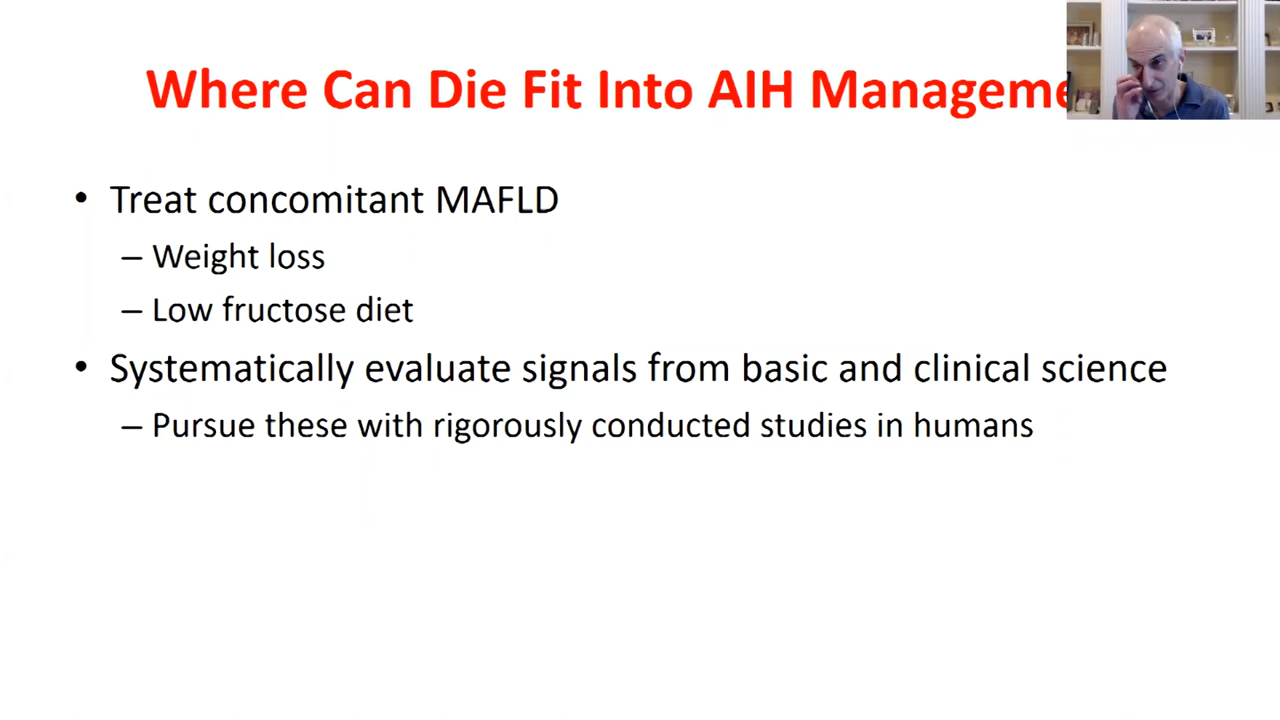 Where Can Die Fit Into AIH Manageme
• Treat concomitant MAFLD
– Weight loss
– Low fructose diet
• Systematically evaluate signals from basic and clinical science
– Pursue these with rigorously conducted studies in humans